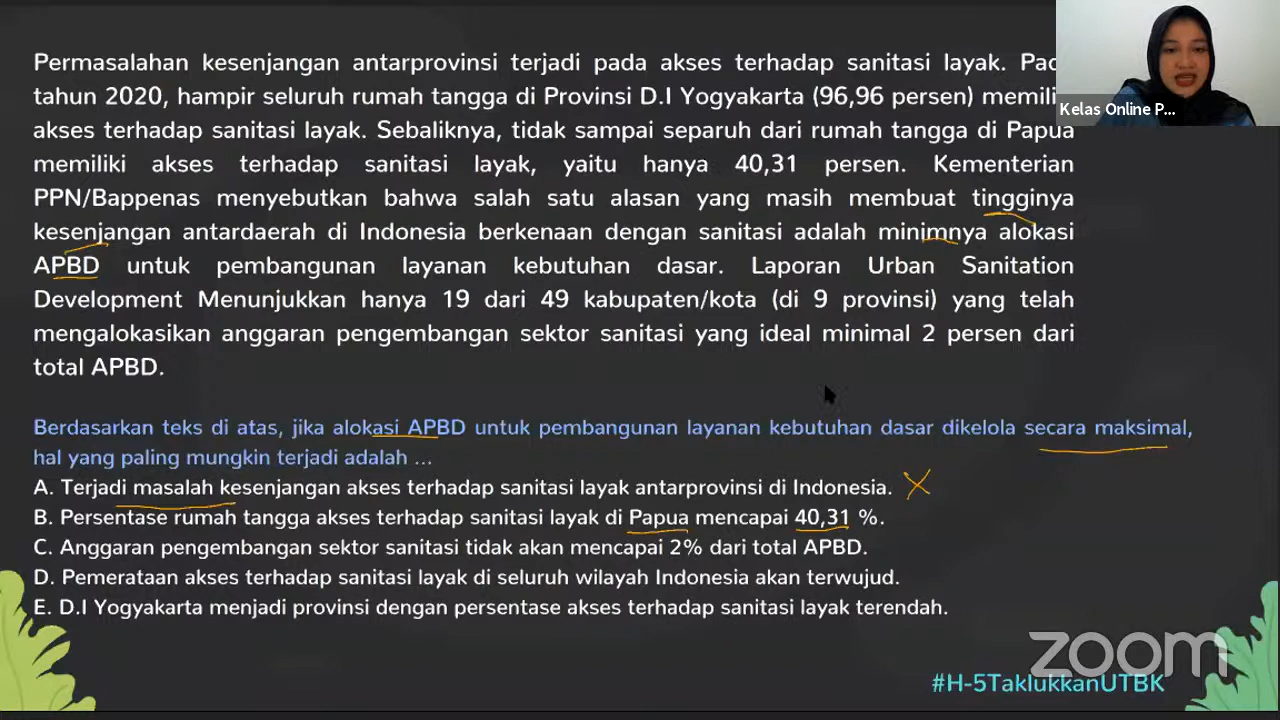 Permasalahan kesenjangan antarprovinsi terjadi pada akses terhadap sanitasi layak.
tahun 2020, hampir seluruh rumah tangga di Provinsi D.I Yogyakarta (96,96 persen)
akses terhadap sanitasi layak. Sebaliknya, tidak sampai separuh dari rumah tangga di Papua
memiliki akses terhadap sanitasi layak, yaitu hanya 40,31 persen. Kementerian
PPN/Bappenas menyebutkan bahwa salah satu alasan yang masih membuat tingginya
kesenjangan antardaerah di Indonesia berkenaan dengan sanitasi adalah minimnya alokasi
APBD untuk pembangunan layanan kebutuhan dasar. Laporan Urban Sanitation
Development Menunjukkan hanya 19 dari 49 kabupaten/kota (di 9 provinsi) yang telah
mengalokasikan anggaran pengembangan sektor sanitasi yang ideal minimal 2 persen dari
total APBD.
Berdasarkan teks di atas, jika alokasi APBD untuk pembangunan layanan kebutuhan dasar dikelola secara maksimal,
hal yang paling mungkin terjadi adalah ...
A. Terjadi masalah kesenjangan akses terhadap sanitasi layak antarprovinsi di Indonesia.
B. Persentase rumah tangga akses terhadap sanitasi layak di Papua mencapai 40,31 %.
C. Anggaran pengembangan sektor sanitasi tidak akan mencapai 2% dari total APBD.
D. Pemerataan akses terhadap sanitasi layak di seluruh wilayah Indonesia akan terwujud.
E. D.I Yogyakarta menjadi provinsi dengan persentase akses terhadap sanitasi layak terendah.
Kelas Online P...
zoom
#H-5TaklukkanUTBK